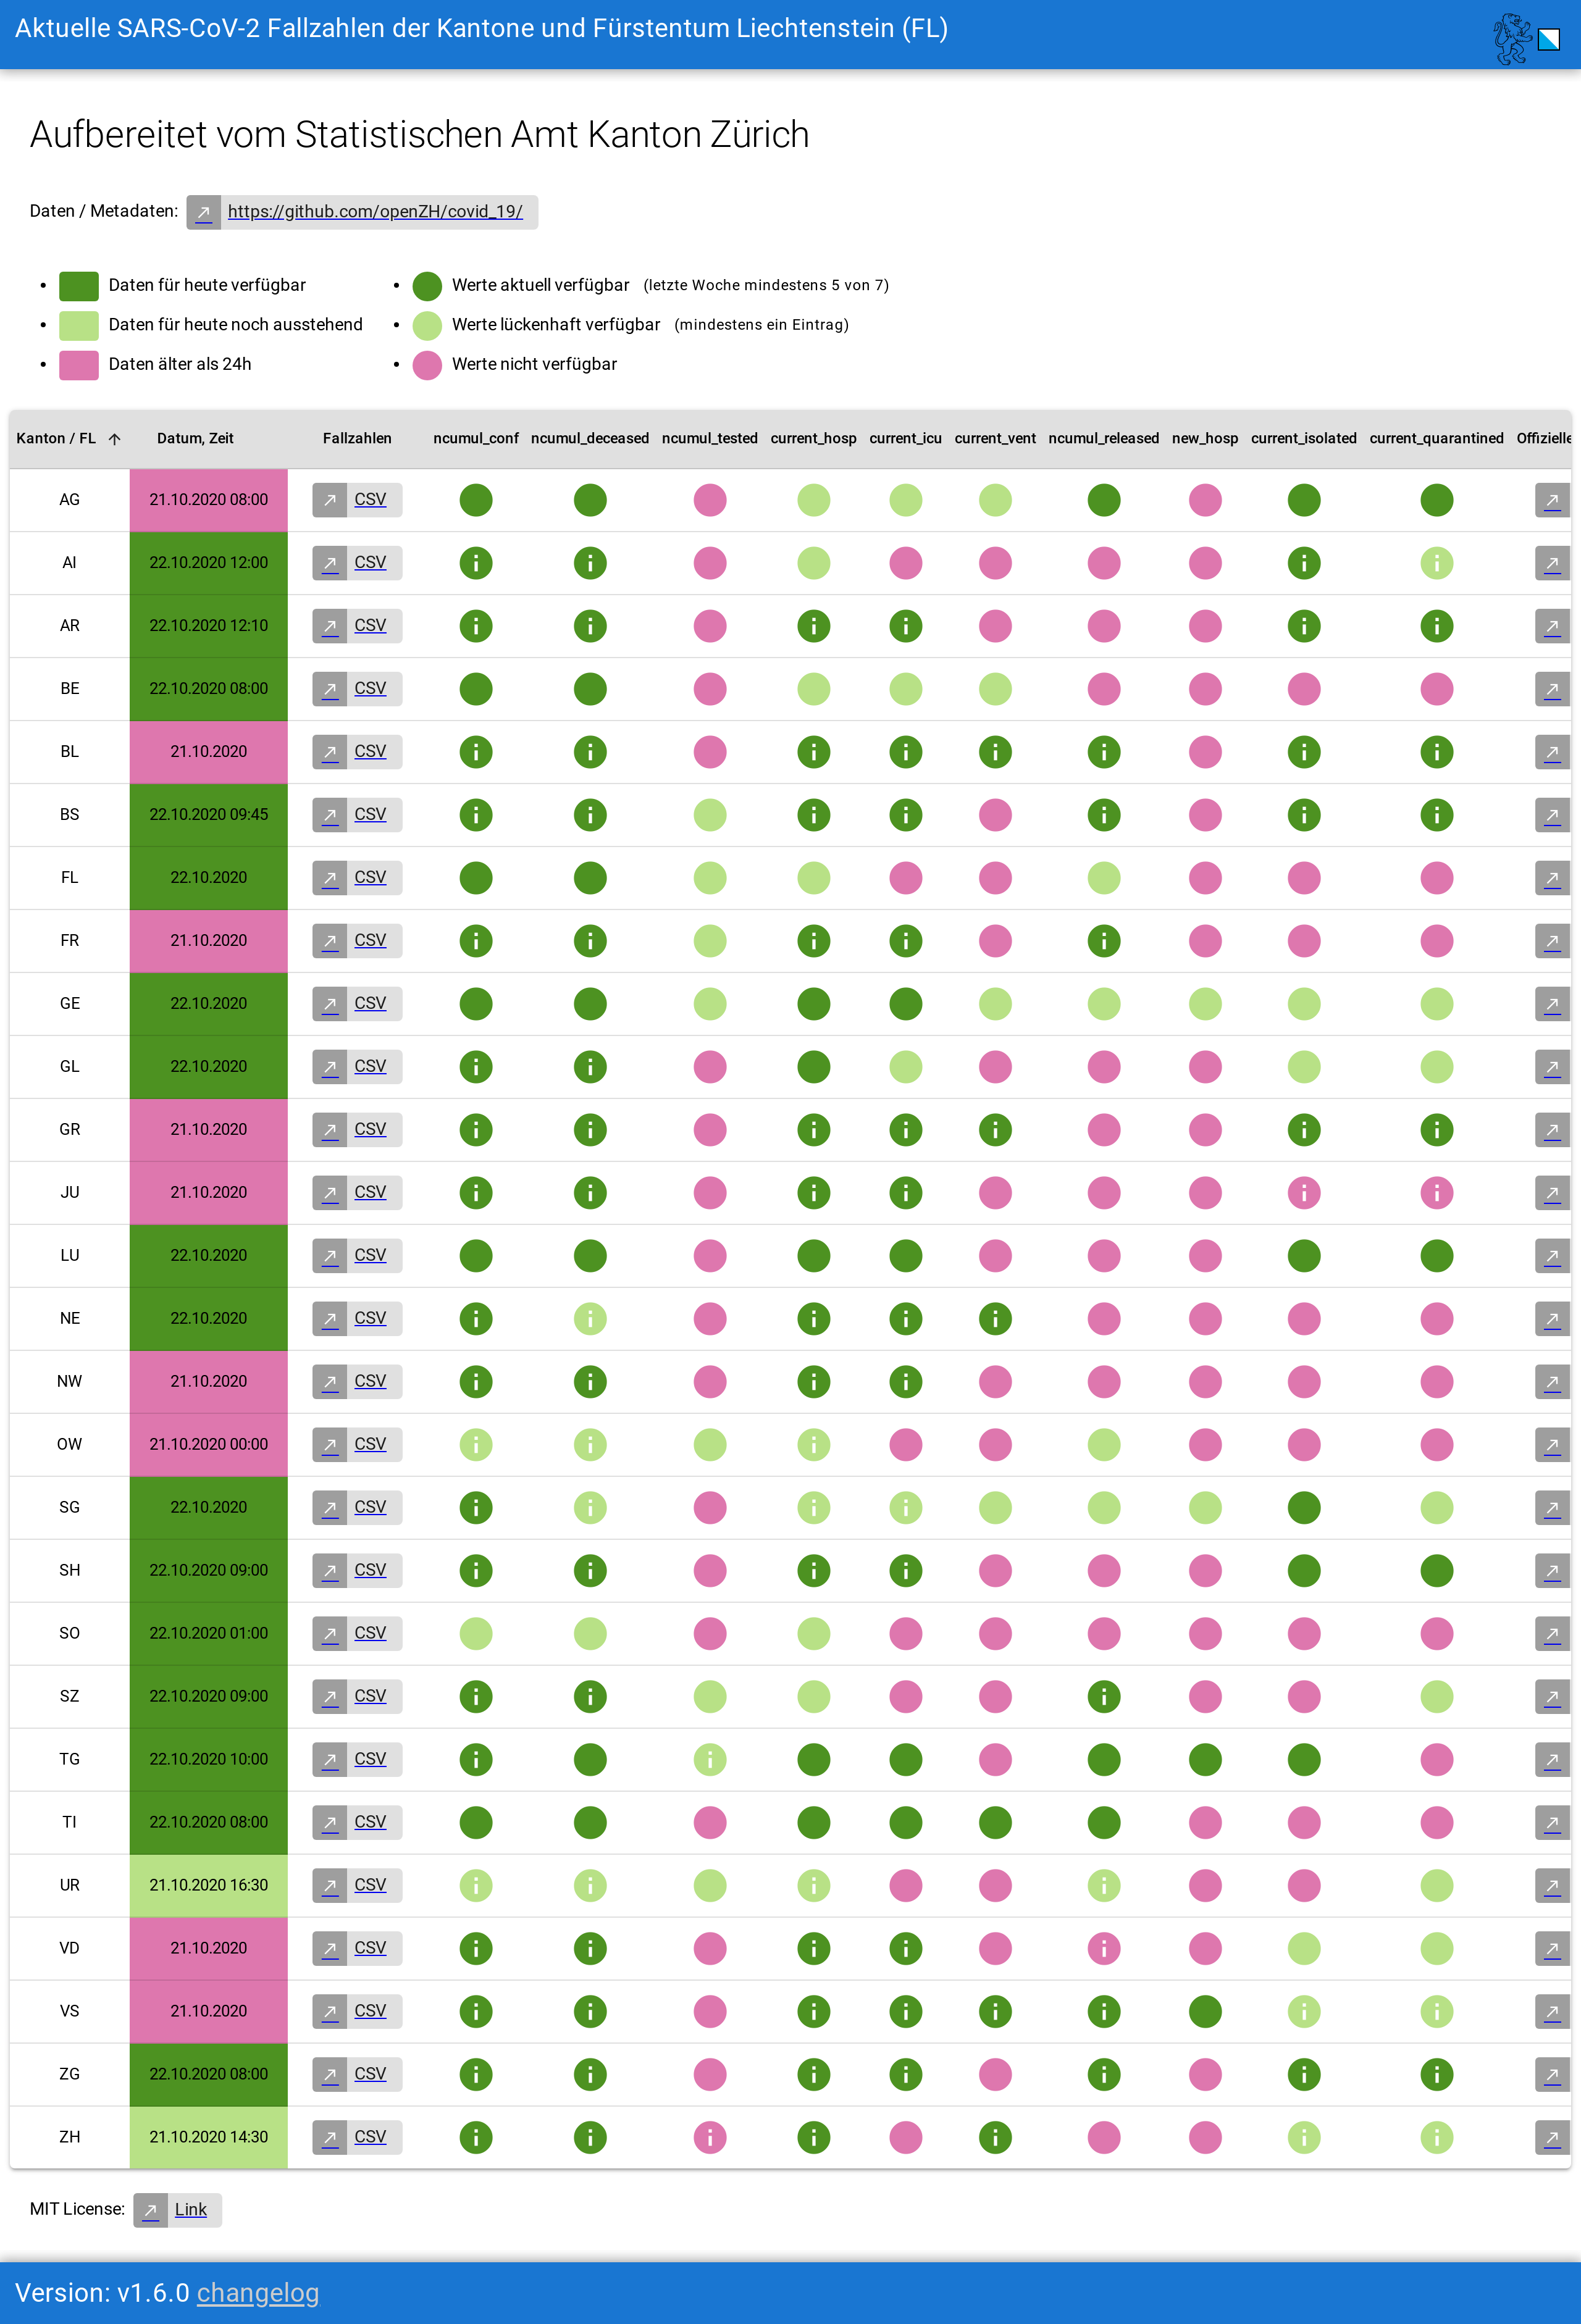 Aktuelle SARS-CoV-2 Fallzahlen der Kantone und Fürstentum Liechtenstein (FL)
Aufbereitet vom Statistischen Amt Kanton Zürich
Daten / Metadaten: https://github.com/openZH/covid_19/
Daten für heute verfügbar
Daten für heute noch ausstehend
Daten älter als 24h
Werte aktuell verfügbar (letzte Woche mindestens 5 von 7)
Werte lückenhaft verfügbar (mindestens ein Eintrag)
Werte nicht verfügbar
Kanton / FL Datum, Zeit Fallzahlen ncumul_conf ncumul_deceased ncumul_tested current_hosp current_icu current_vent ncumul_released new_hosp current_isolated current_quarantined Offizielle
AG 21.10.2020 08:00 CSV
AI 22.10.2020 12:00 CSV
AR 22.10.2020 12:10 CSV
BE 22.10.2020 08:00 CSV
BL 21.10.2020 CSV
BS 22.10.2020 09:45 CSV
FL 22.10.2020 CSV
FR 21.10.2020 CSV
GE 22.10.2020 CSV
GL 22.10.2020 CSV
GR 21.10.2020 CSV
JU 21.10.2020 CSV
LU 22.10.2020 CSV
NE 22.10.2020 CSV
NW 21.10.2020 CSV
OW 21.10.2020 00:00 CSV
SG 22.10.2020 CSV
SH 22.10.2020 09:00 CSV
SO 22.10.2020 01:00 CSV
SZ 22.10.2020 09:00 CSV
TG 22.10.2020 10:00 CSV
TI 22.10.2020 08:00 CSV
UR 21.10.2020 16:30 CSV
VD 21.10.2020 CSV
VS 21.10.2020 CSV
ZG 22.10.2020 08:00 CSV
ZH 21.10.2020 14:30 CSV
MIT License: Link
Version: v1.6.0 changelog